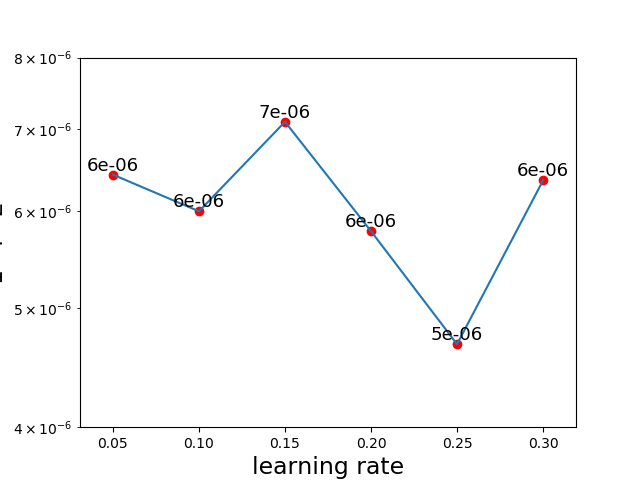 8 × 10⁻⁶
7 × 10⁻⁶
6 × 10⁻⁶
5 × 10⁻⁶
4 × 10⁻⁶
7e-06
6e-06
6e-06
6e-06
6e-06
5e-06
0.05 0.10 0.15 0.20 0.25 0.30
learning rate